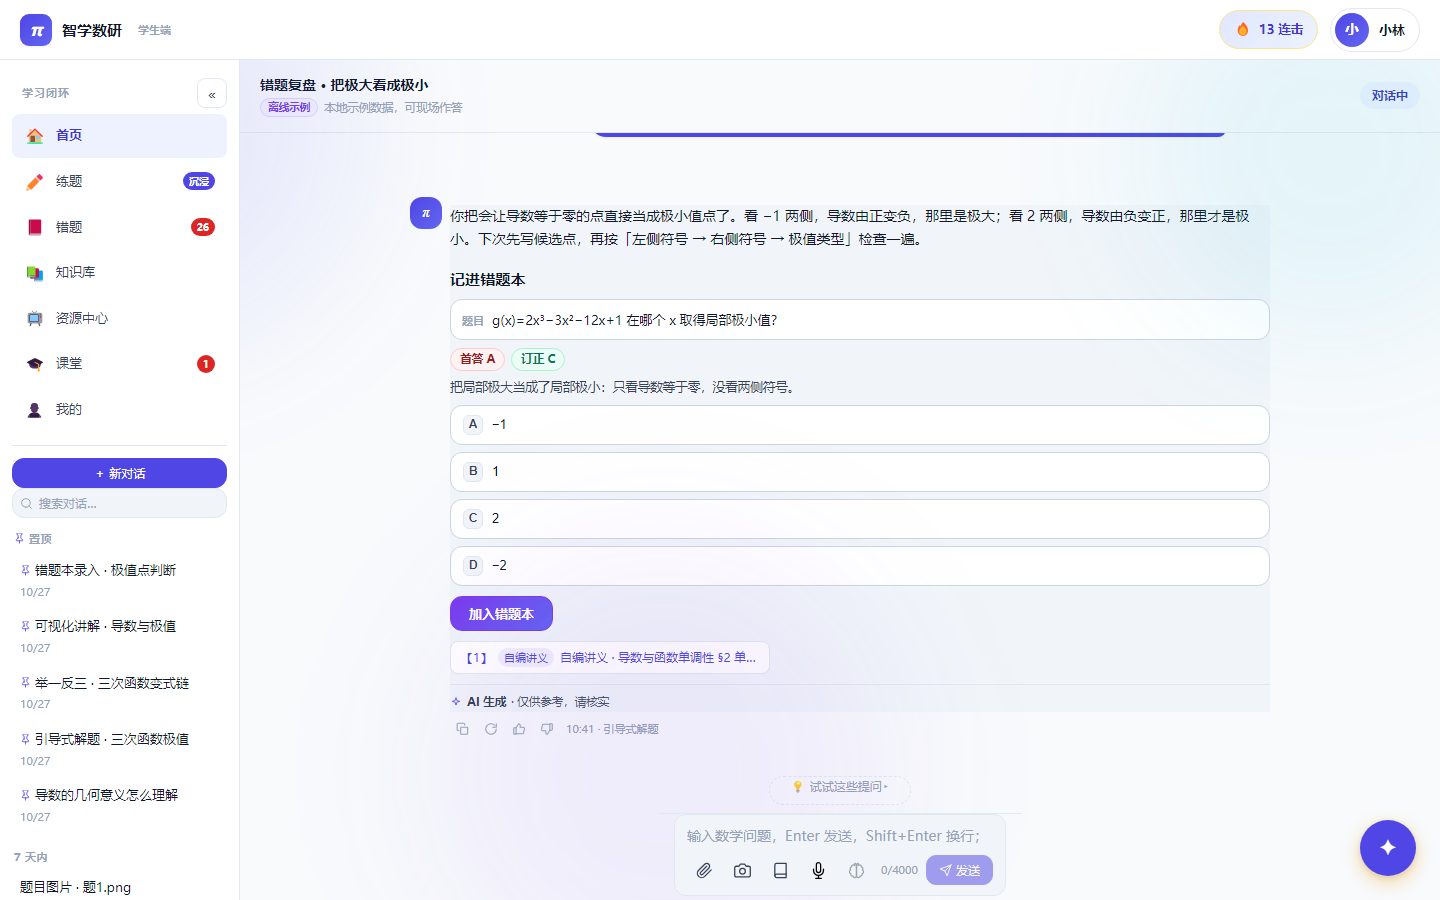 π 智学数研 学生端
13 连击
小 小林
学习闭环 «
首页
练题 沉浸
错题 26
知识库
资源中心
课堂 1
我的
+ 新对话
搜索对话...
置顶
错题本录入 · 极值点判断
10/27
可视化讲解 · 导数与极值
10/27
举一反三 · 三次函数变式链
10/27
引导式解题 · 三次函数极值
10/27
导数的几何意义怎么理解
10/27
7 天内
题目图片 · 题1.png
错题复盘 • 把极大看成极小
离线示例 本地示例数据，可现场作答
对话中
π
你把会让导数等于零的点直接当成极小值点了。看 −1 两侧，导数由正变负，那里是极大；看 2 两侧，导数由负变正，那里才是极
小。下次先写候选点，再按「左侧符号 → 右侧符号 → 极值类型」检查一遍。
记进错题本
题目 g(x)=2x³−3x²−12x+1 在哪个 x 取得局部极小值？
首答 A 订正 C
把局部极大当成了局部极小：只看导数等于零，没看两侧符号。
A −1
B 1
C 2
D −2
加入错题本
【1】 自编讲义 自编讲义 · 导数与函数单调性 §2 单...
AI 生成 · 仅供参考，请核实
10:41 · 引导式解题
试试这些提问
输入数学问题，Enter 发送，Shift+Enter 换行；
0/4000 发送